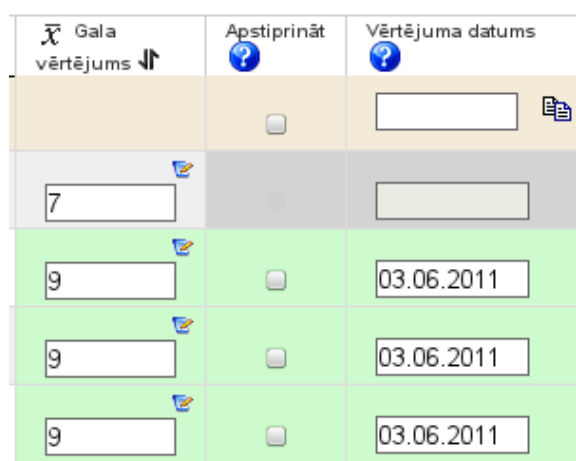 x̅ Gala
vērtējums
Apstiprināt
Vērtējuma datums
7
9
03.06.2011
9
03.06.2011
9
03.06.2011